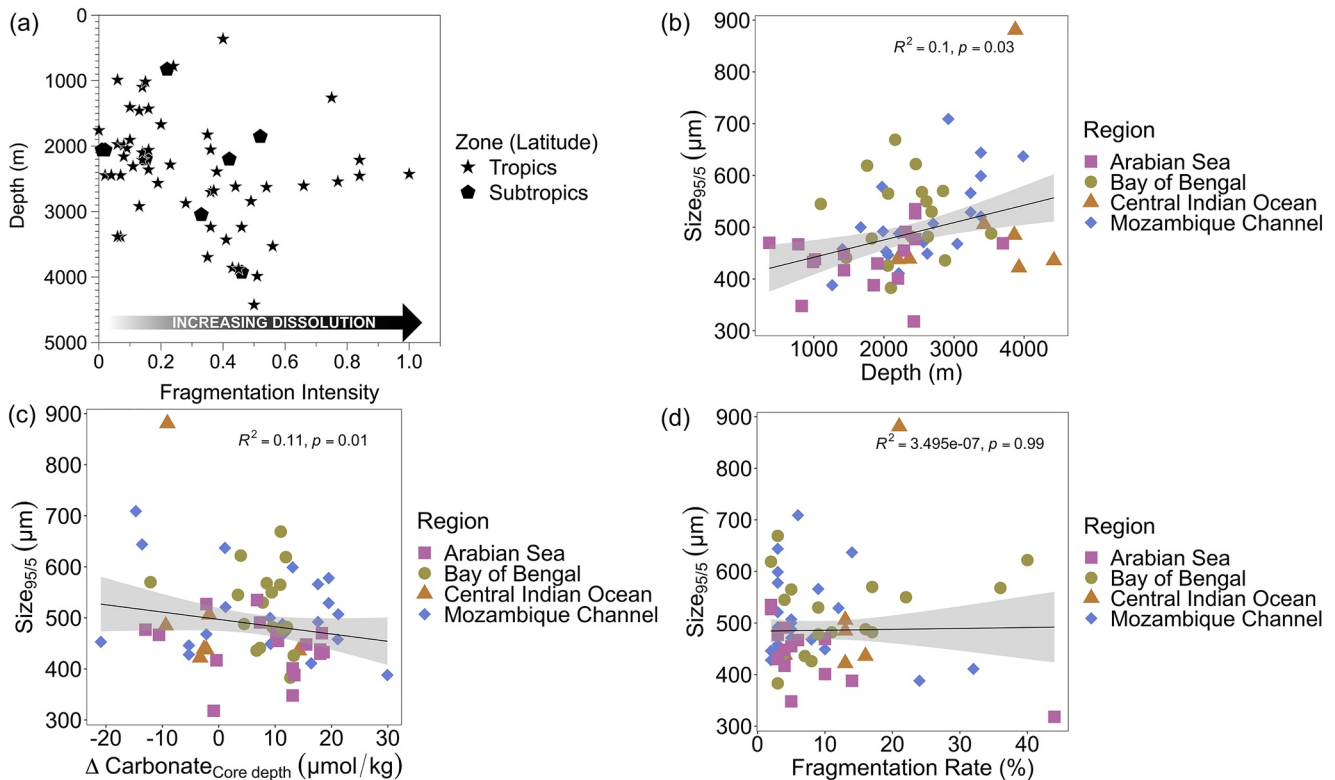 (a)
0
1000
2000
3000
4000
5000
Depth (m)
INCREASING DISSOLUTION
0 0.2 0.4 0.6 0.8 1.0
Fragmentation Intensity
Zone (Latitude)
Tropics
Subtropics
(b)
900
800
700
600
500
400
300
Size95/5 (μm)
R2 = 0.1, p = 0.03
1000 2000 3000 4000
Depth (m)
Region
Arabian Sea
Bay of Bengal
Central Indian Ocean
Mozambique Channel
(c)
900
800
700
600
500
400
300
Size95/5 (μm)
R2 = 0.11, p = 0.01
-20 -10 0 10 20 30
Δ CarbonateCore depth (μmol/kg)
Region
Arabian Sea
Bay of Bengal
Central Indian Ocean
Mozambique Channel
(d)
900
800
700
600
500
400
300
Size95/5 (μm)
R2 = 3.495e-07, p = 0.99
0 10 20 30 40
Fragmentation Rate (%)
Region
Arabian Sea
Bay of Bengal
Central Indian Ocean
Mozambique Channel